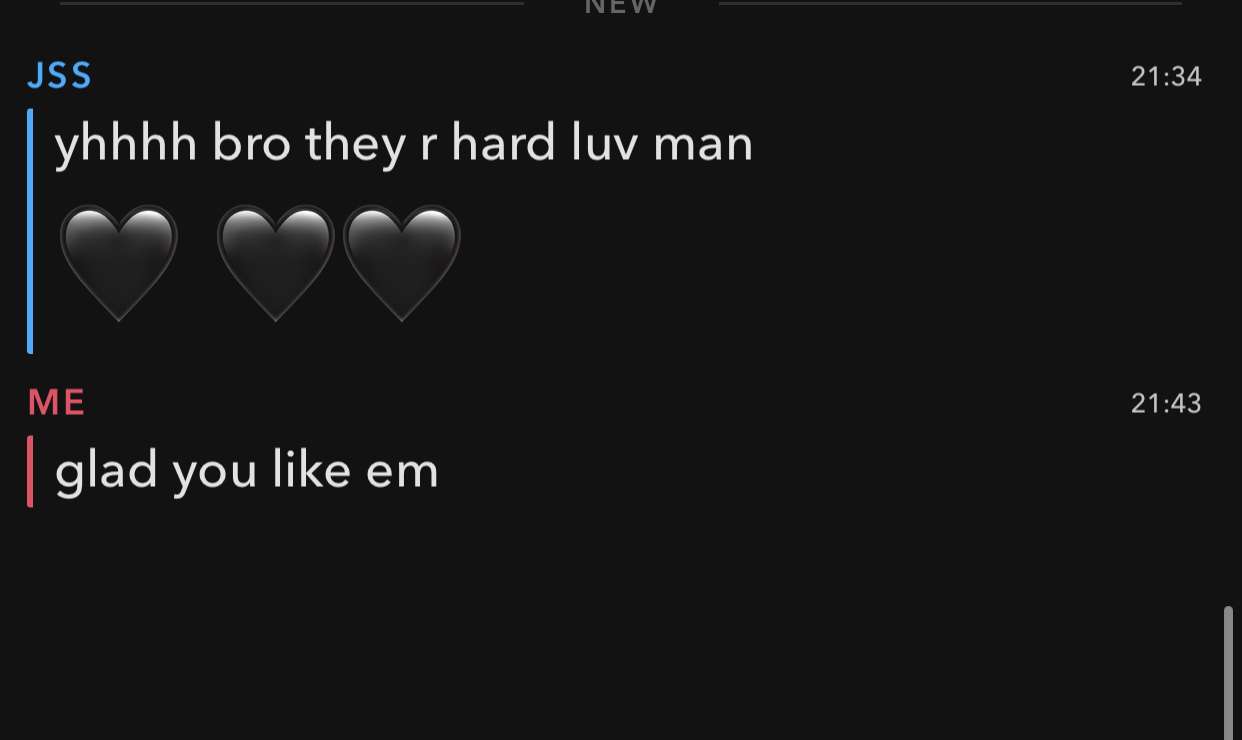 NEW
JSS 21:34
yhhhh bro they r hard luv man
🖤 🖤🖤
ME 21:43
glad you like em